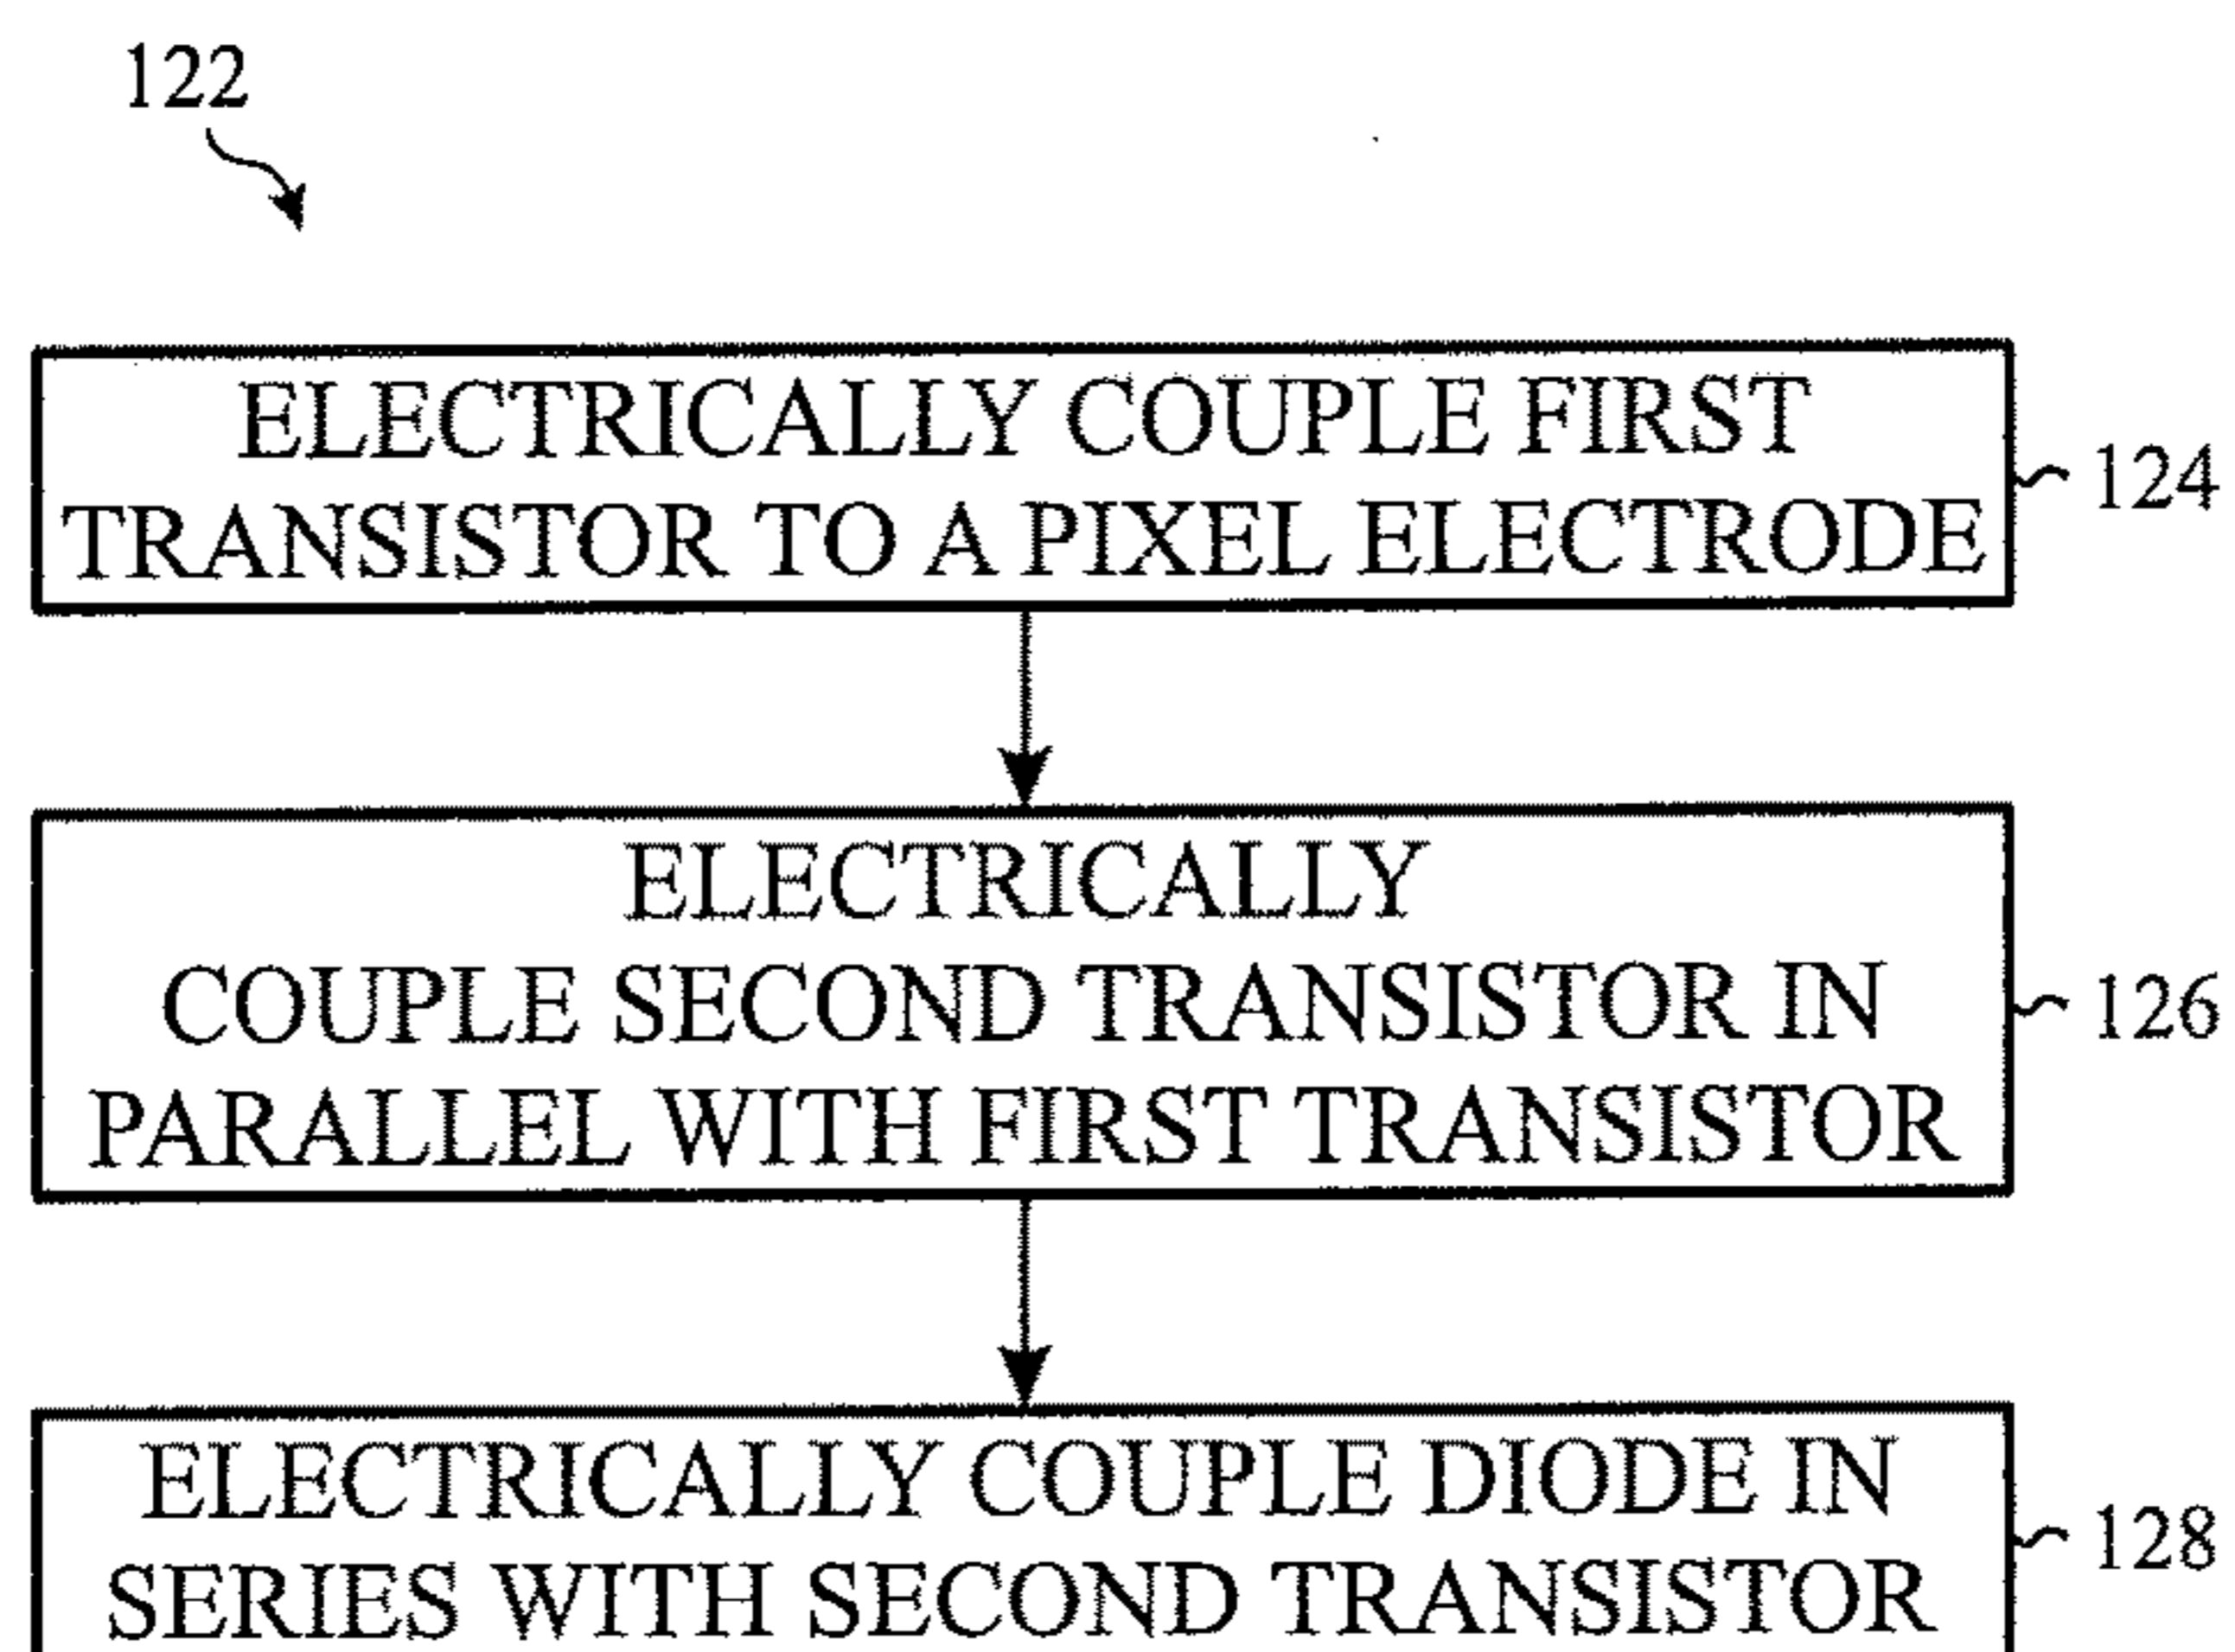 122
ELECTRICALLY COUPLE FIRST
TRANSISTOR TO A PIXEL ELECTRODE
124
ELECTRICALLY
COUPLE SECOND TRANSISTOR IN
PARALLEL WITH FIRST TRANSISTOR
126
ELECTRICALLY COUPLE DIODE IN
SERIES WITH SECOND TRANSISTOR
128